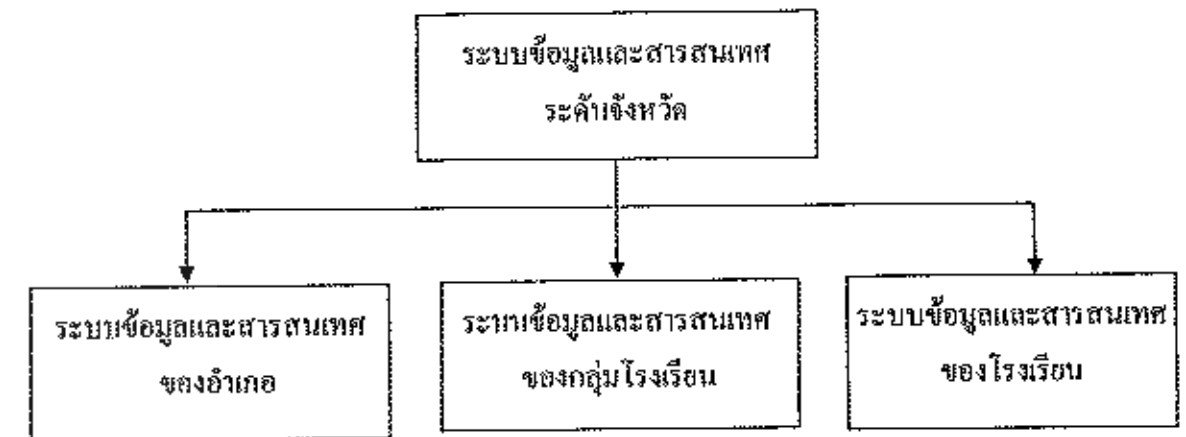 ระบบข้อมูลและสารสนเทศ
ระดับจังหวัด
ระบบข้อมูลและสารสนเทศ
ของอำเภอ
ระบบข้อมูลและสารสนเทศ
ของกลุ่มโรงเรียน
ระบบข้อมูลและสารสนเทศ
ของโรงเรียน